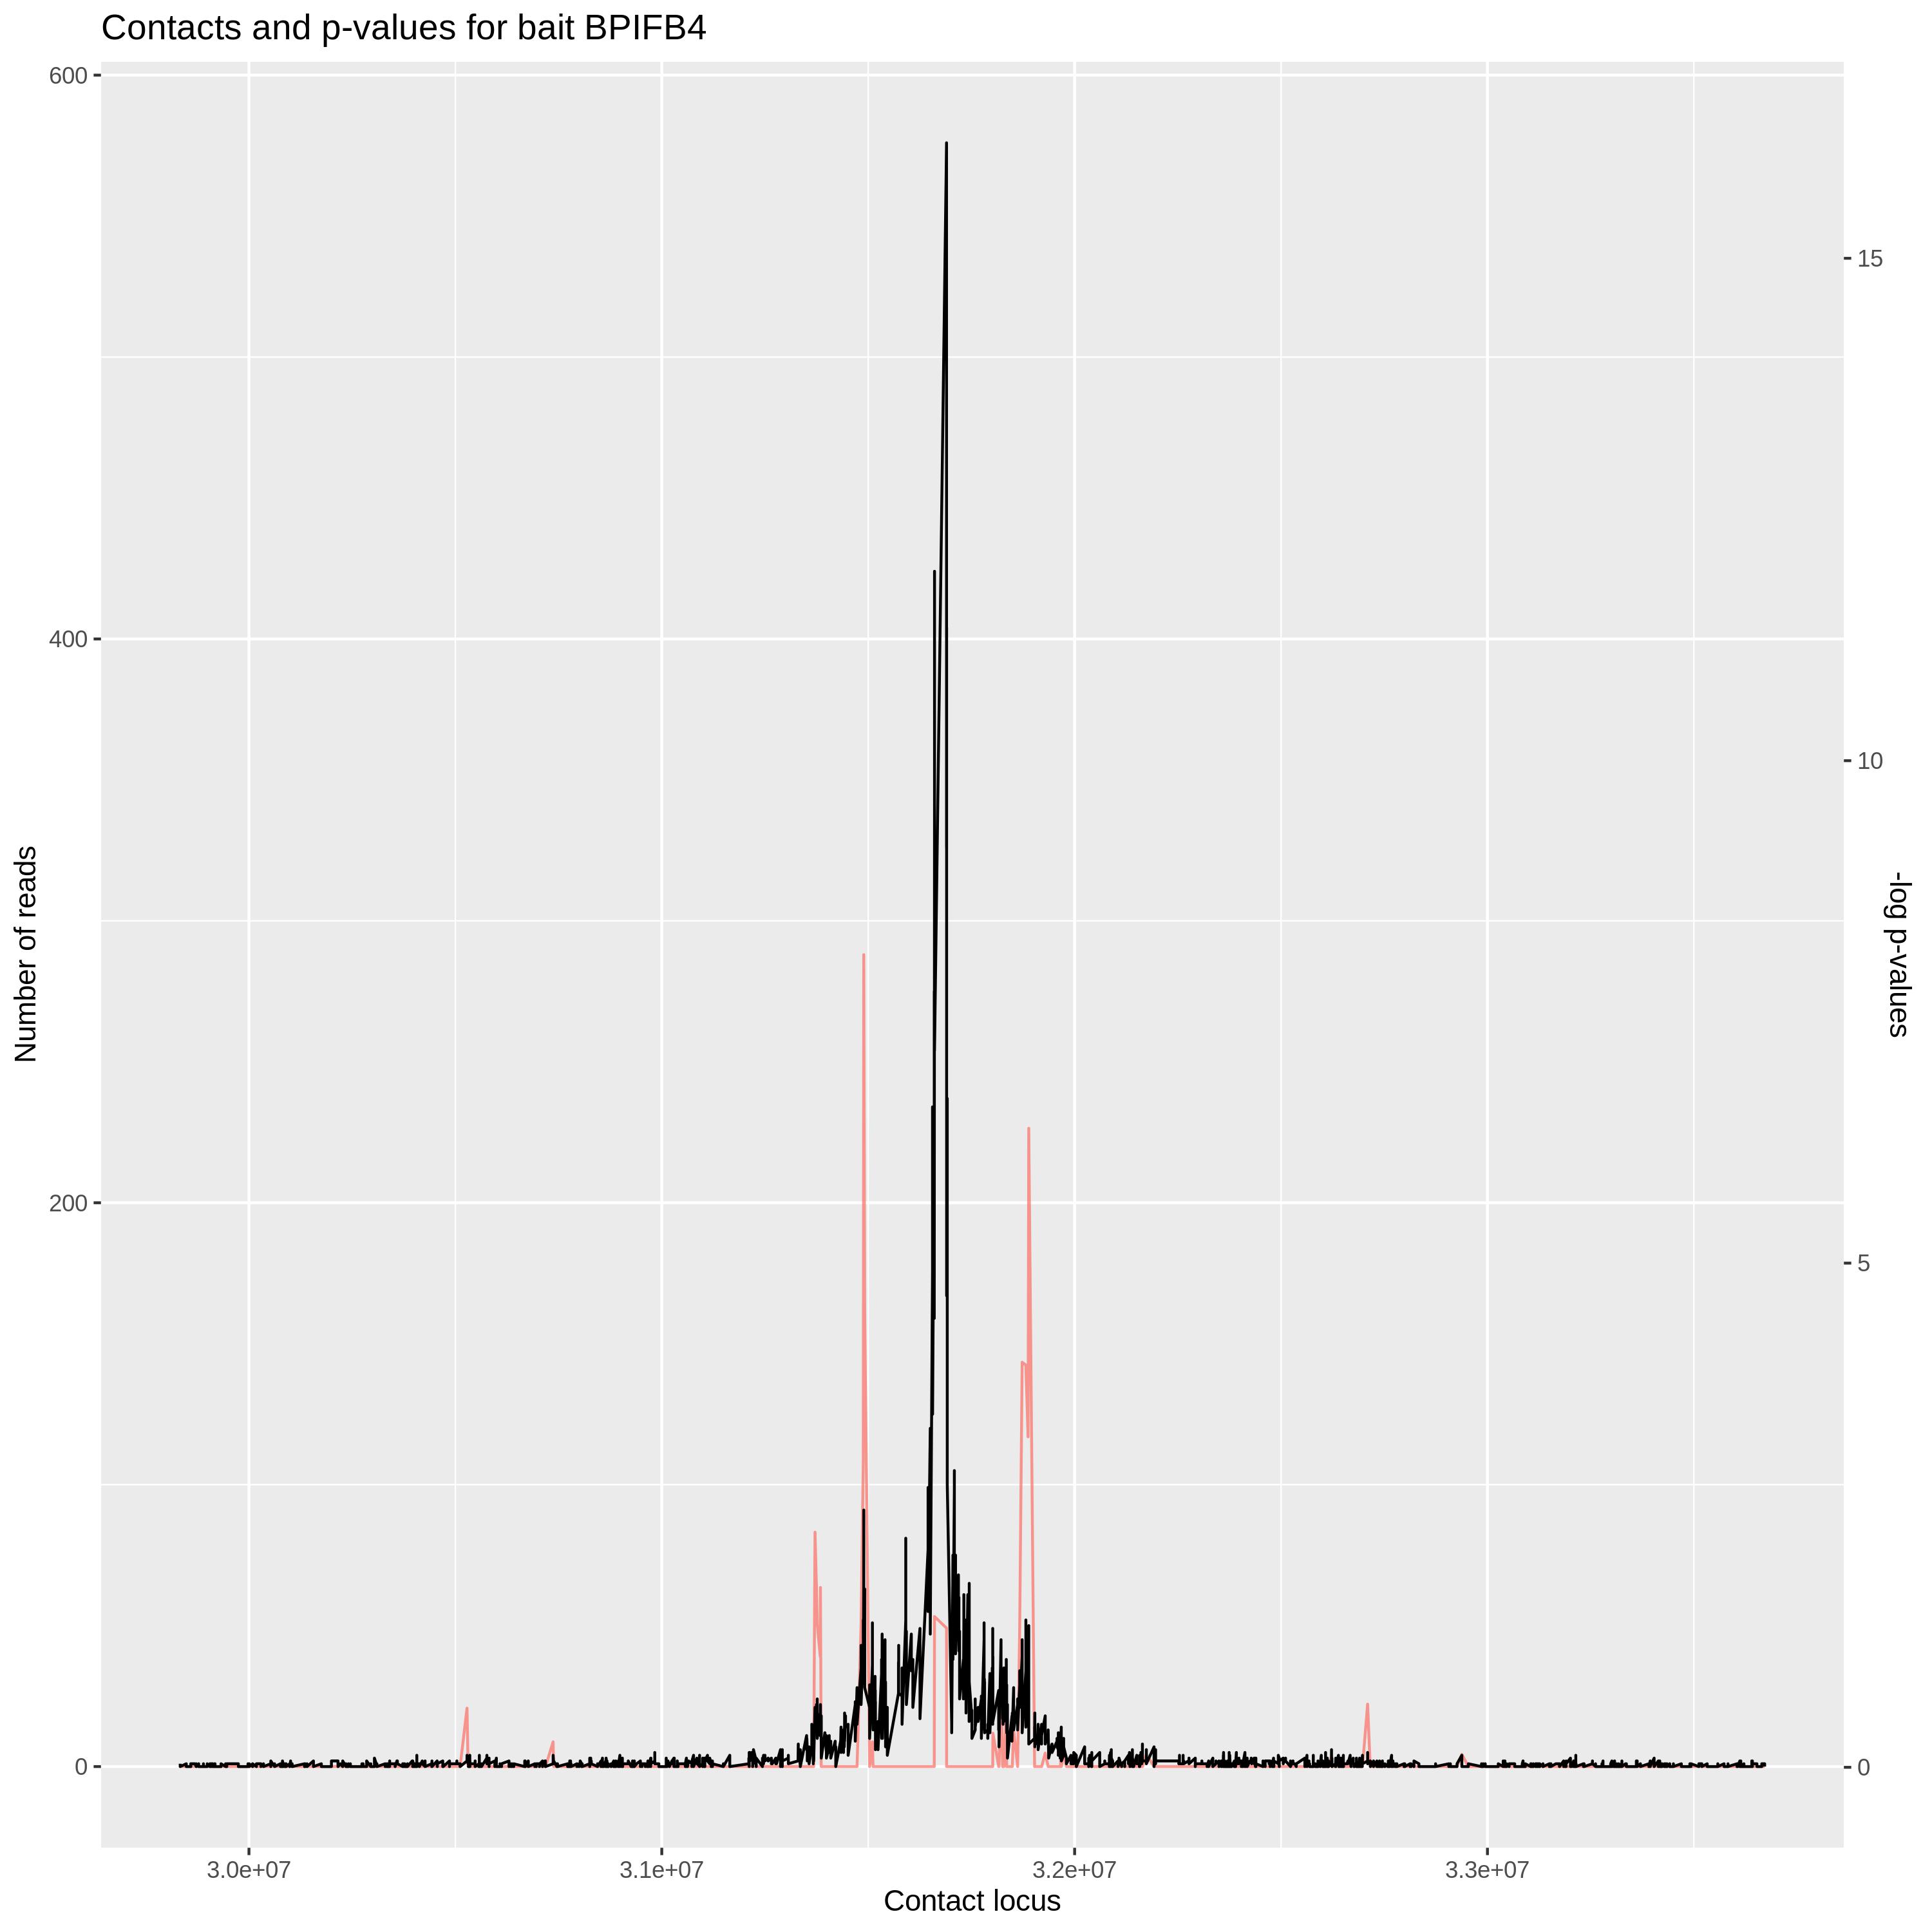 Contacts and p-values for bait BPIFB4
600
400
200
0
Number of reads
15
10
5
0
-log p-values
3.0e+07
3.1e+07
3.2e+07
3.3e+07
Contact locus